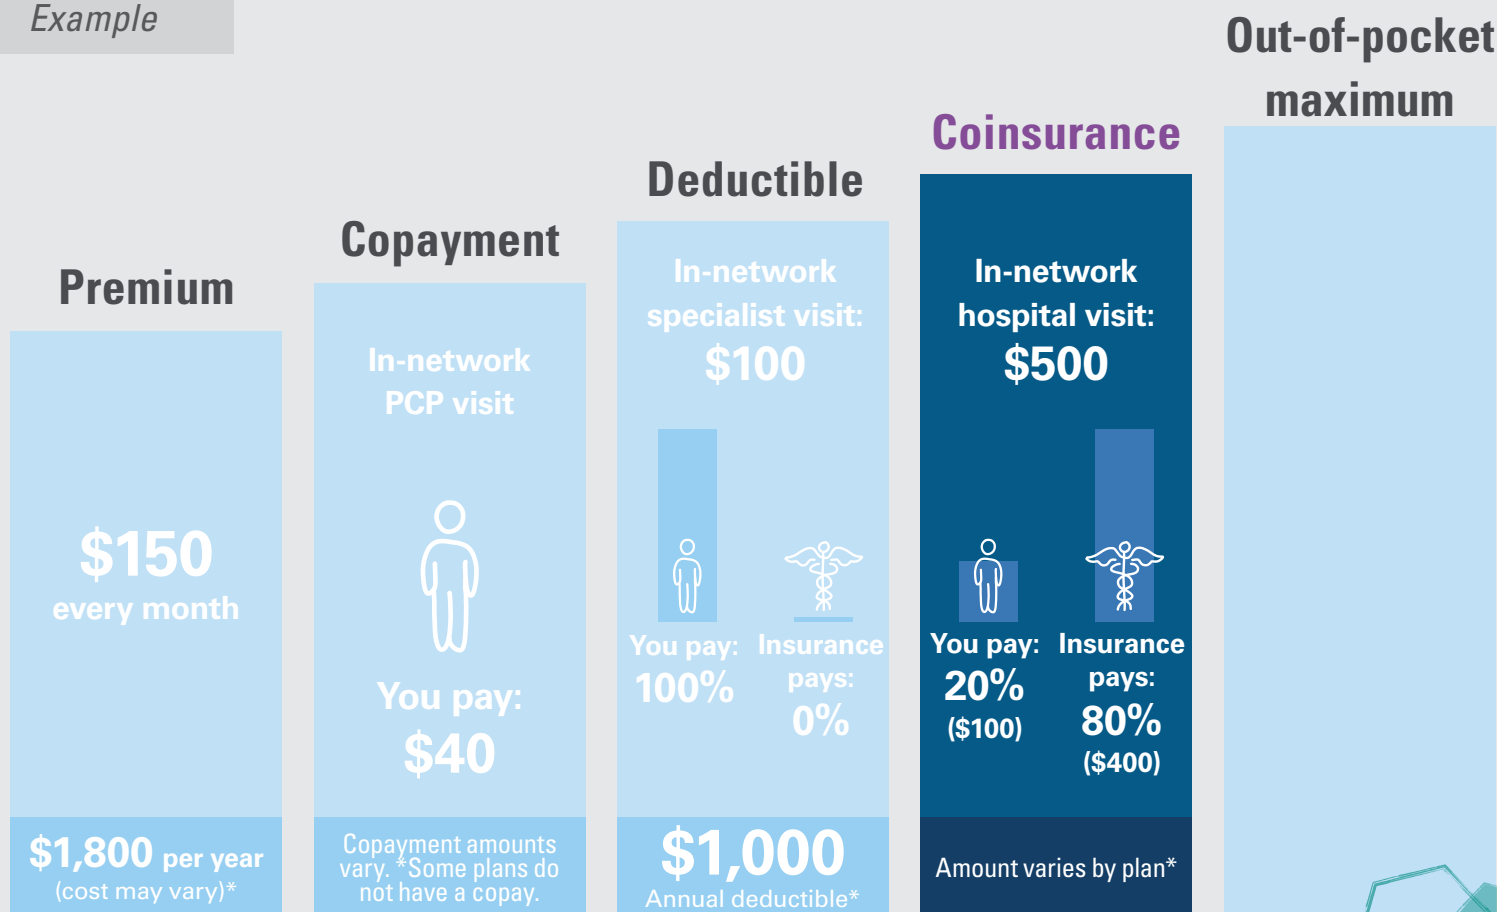 Example
Premium
$150
every month
$1,800 per year
(cost may vary)*
Copayment
In-network
PCP visit
You pay:
$40
Copayment amounts
vary. *Some plans do
not have a copay.
Deductible
In-network
specialist visit:
$100
You pay:
100%
Insurance
pays:
0%
$1,000
Annual deductible*
Coinsurance
In-network
hospital visit:
$500
You pay:
20%
($100)
Insurance
pays:
80%
($400)
Amount varies by plan*
Out-of-pocket
maximum